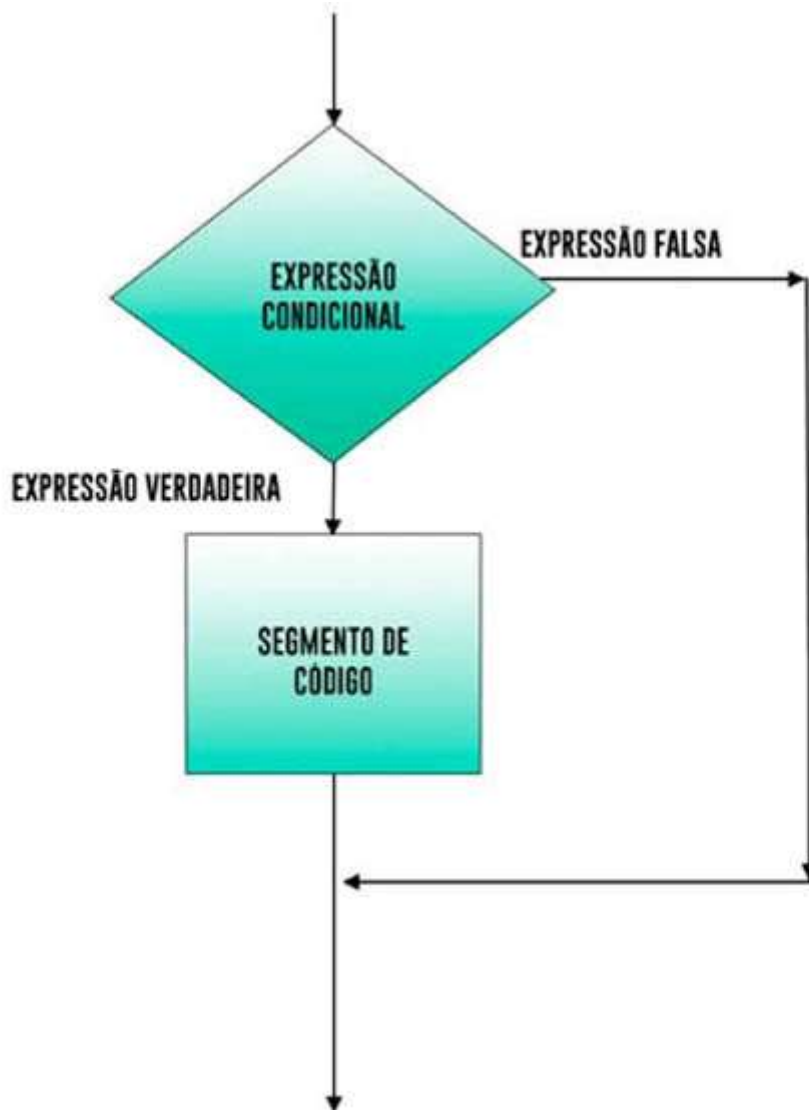 EXPRESSÃO FALSA
EXPRESSÃO
CONDICIONAL
EXPRESSÃO VERDADEIRA
SEGMENTO DE
CÓDIGO